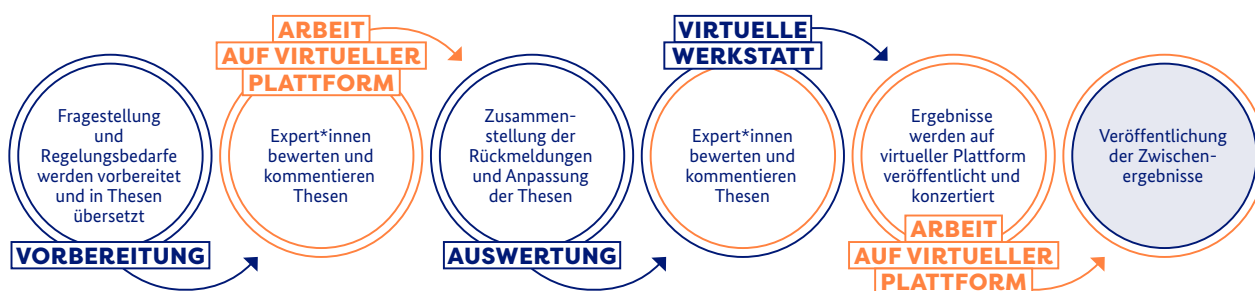 Fragestellung
und
Regelungsbedarfe
werden vorbereitet
und in Thesen
übersetzt
VORBEREITUNG
ARBEIT
AUF VIRTUELLER
PLATTFORM
Expert*innen
bewerten und
kommentieren
Thesen
Zusammen-
stellung der
Rückmeldungen
und Anpassung
der Thesen
AUSWERTUNG
VIRTUELLE
WERKSTATT
Expert*innen
bewerten und
kommentieren
Thesen
Ergebnisse
werden auf
virtueller Plattform
veröffentlicht und
konzertiert
ARBEIT
AUF VIRTUELLER
PLATTFORM
Veröffentlichung
der Zwischen-
ergebnisse